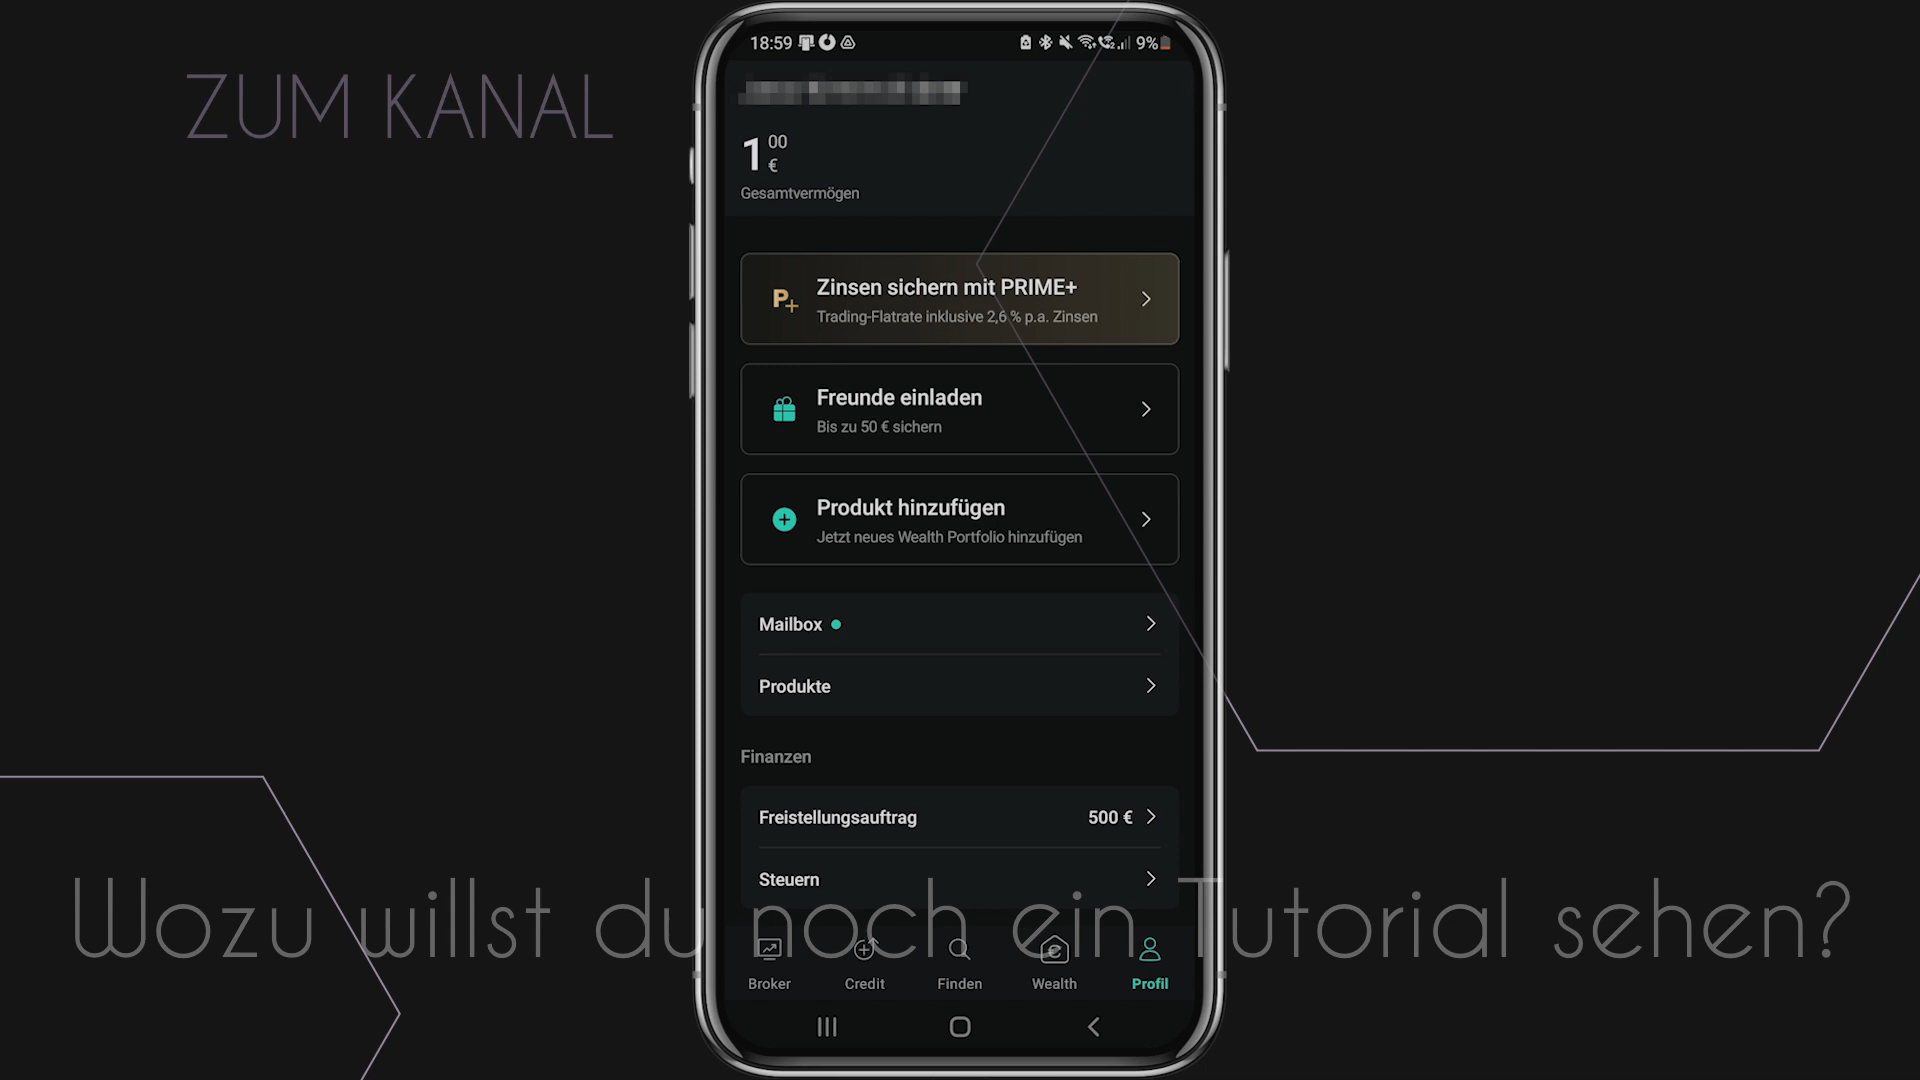 ZUM KANAL
18:59
9%
1 00 €
Gesamtvermögen
P+
Zinsen sichern mit PRIME+
Trading-Flatrate inklusive 2,6 % p.a. Zinsen
Freunde einladen
Bis zu 50 € sichern
Produkt hinzufügen
Jetzt neues Wealth Portfolio hinzufügen
Mailbox
Produkte
Finanzen
Freistellungsauftrag 500 €
Steuern
Wozu willst du noch ein Tutorial sehen?
Broker Credit Finden Wealth Profil